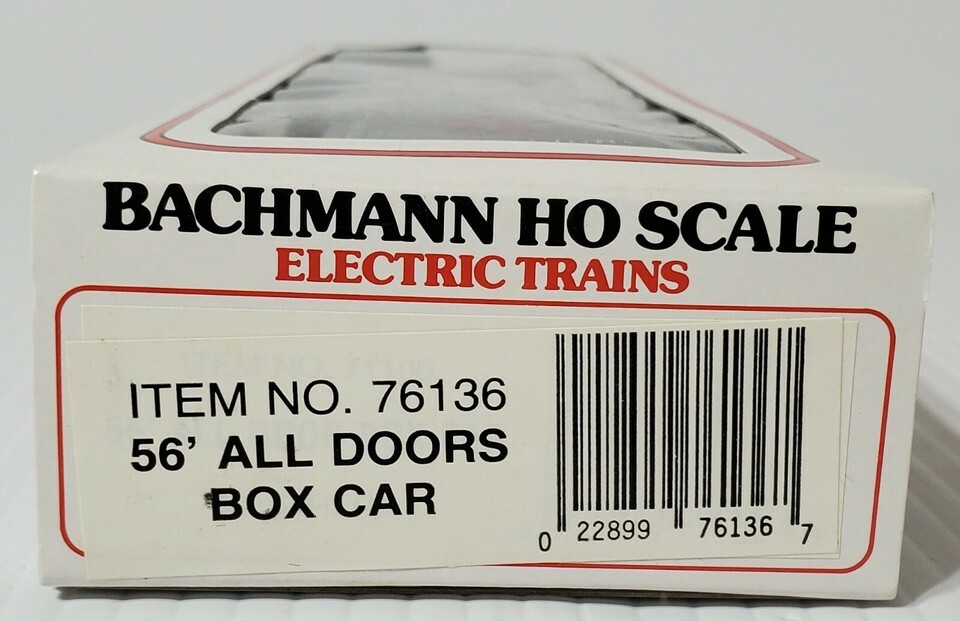 BACHMANN HO SCALE
ELECTRIC TRAINS
ITEM NO. 76136
56' ALL DOORS
BOX CAR
0 22899 76136 7